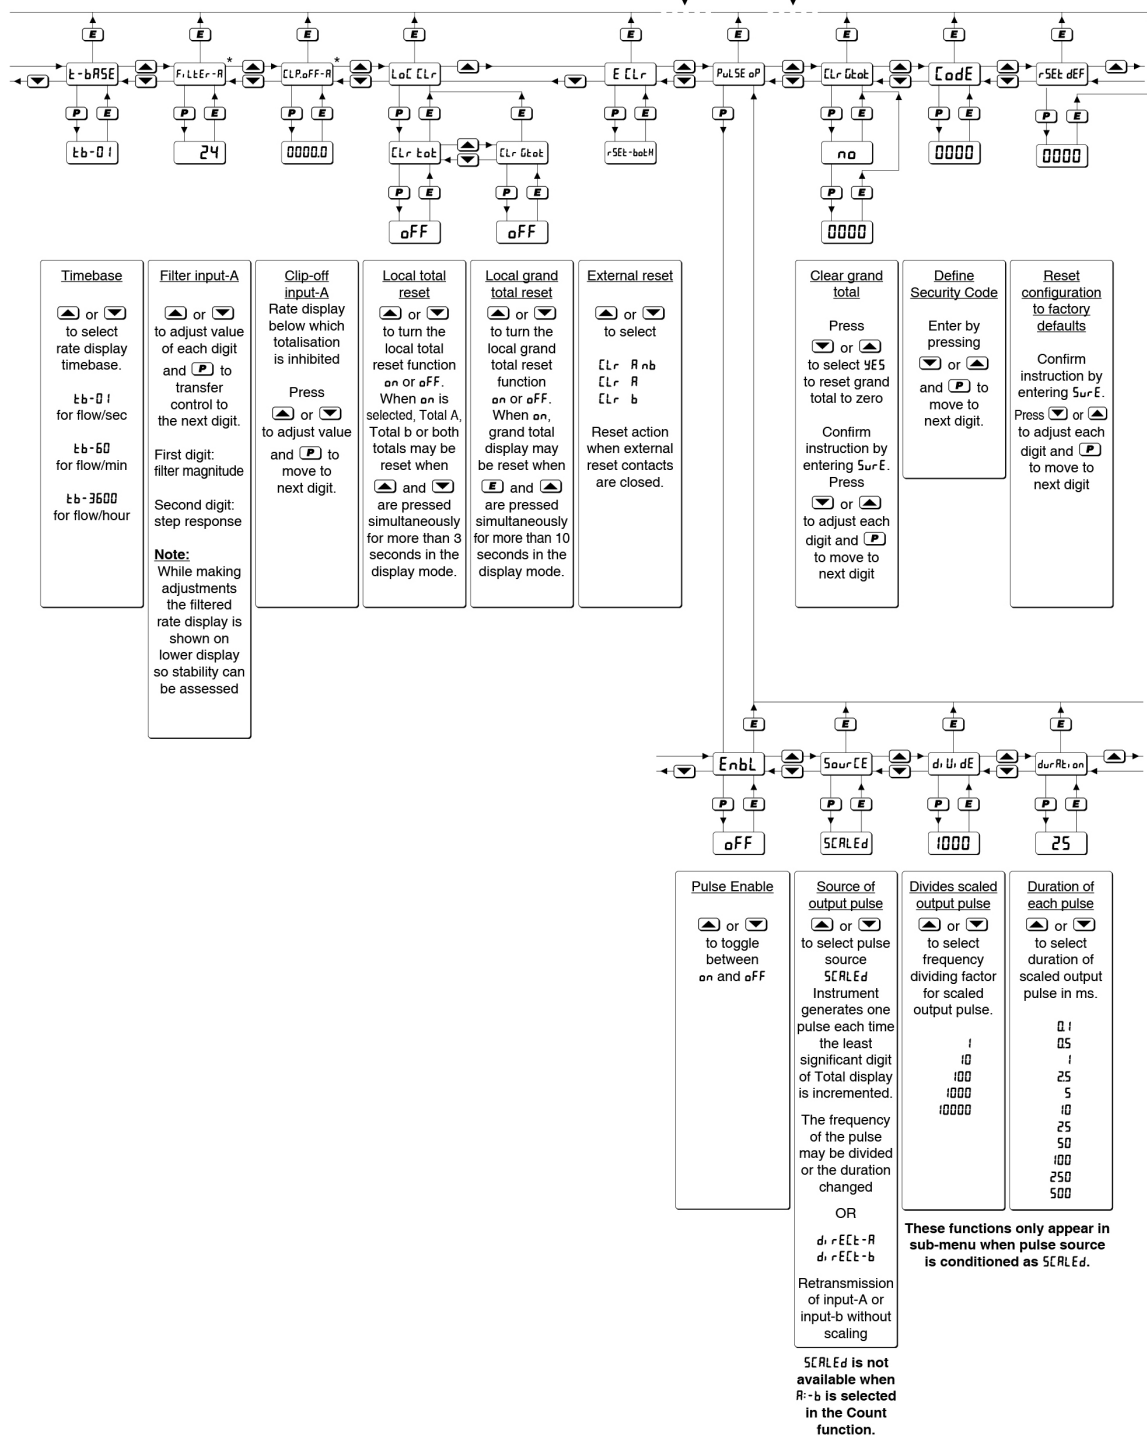 E E E E E E E E E
t-bASE FiLtEr-A * CLP.oFF-A * LoC CLr E CLr PuLSE oP CLr Gtot CodE rSEt dEF
P E P E P E P E E P E P P E P E P E
tb-01 24 0000.0 CLr tot CLr Gtot rSEt-botH no 0000 0000
P E P E P E
oFF oFF 0000
Timebase
or
to select
rate display
timebase.
tb-01
for flow/sec
tb-60
for flow/min
tb-3600
for flow/hour
Filter input-A
or
to adjust value
of each digit
and P to
transfer
control to
the next digit.
First digit:
filter magnitude
Second digit:
step response
Note:
While making
adjustments
the filtered
rate display is
shown on
lower display
so stability can
be assessed
Clip-off
input-A
Rate display
below which
totalisation
is inhibited
Press
or
to adjust value
and P to
move to
next digit.
Local total
reset
or
to turn the
local total
reset function
on or oFF.
When on is
selected, Total A,
Total b or both
totals may be
reset when
and
are pressed
simultaneously
for more than 3
seconds in the
display mode.
Local grand
total reset
or
to turn the
local grand
total reset
function
on or oFF.
When on,
grand total
display may
be reset when
E and
are pressed
simultaneously
for more than 10
seconds in the
display mode.
External reset
or
to select
CLr Anb
CLr A
CLr b
Reset action
when external
reset contacts
are closed.
Clear grand
total
Press
or
to select YES
to reset grand
total to zero
Confirm
instruction by
entering SurE.
Press
or
to adjust each
digit and P
to move to
next digit
Define
Security Code
Enter by
pressing
or
and P to
move to
next digit.
Reset
configuration
to factory
defaults
Confirm
instruction by
entering SurE.
Press or
to adjust each
digit and P
to move to
next digit
E E E E
EnbL SourCE diVidE durAtion
P E P E P E P E
oFF SCALEd 1000 25
Pulse Enable
or
to toggle
between
on and oFF
Source of
output pulse
or
to select pulse
source
SCALEd
Instrument
generates one
pulse each time
the least
significant digit
of Total display
is incremented.
The frequency
of the pulse
may be divided
or the duration
changed
OR
dirECt-A
dirECt-b
Retransmission
of input-A or
input-b without
scaling
SCALEd is not
available when
A:-b is selected
in the Count
function.
Divides scaled
output pulse
or
to select
frequency
dividing factor
for scaled
output pulse.
1
10
100
1000
10000
Duration of
each pulse
or
to select
duration of
scaled output
pulse in ms.
0.1
0.5
1
2.5
5
10
25
50
100
250
500
These functions only appear in
sub-menu when pulse source
is conditioned as SCALEd.